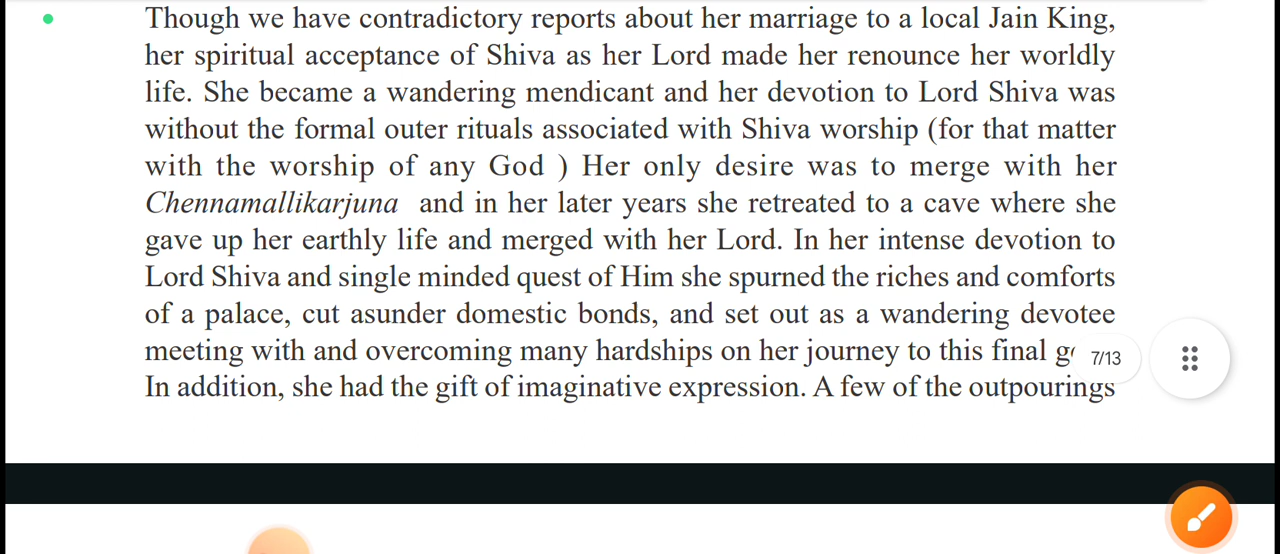 Though we have contradictory reports about her marriage to a local Jain King,
her spiritual acceptance of Shiva as her Lord made her renounce her worldly
life. She became a wandering mendicant and her devotion to Lord Shiva was
without the formal outer rituals associated with Shiva worship (for that matter
with the worship of any God ) Her only desire was to merge with her
Chennamallikarjuna and in her later years she retreated to a cave where she
gave up her earthly life and merged with her Lord. In her intense devotion to
Lord Shiva and single minded quest of Him she spurned the riches and comforts
of a palace, cut asunder domestic bonds, and set out as a wandering devotee
meeting with and overcoming many hardships on her journey to this final
7/13
In addition, she had the gift of imaginative expression. A few of the outpourings